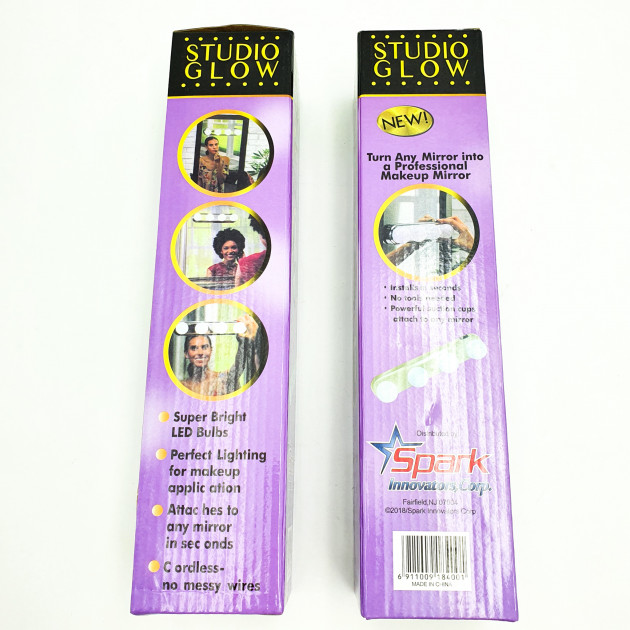 STUDIO
GLOW
Super Bright
LED Bulbs
Perfect Lighting
for makeup
application
Attaches to
any mirror
in seconds
Cordless-
no messy wires
STUDIO
GLOW
NEW!
Turn Any Mirror into
a Professional
Makeup Mirror
• Installs in seconds
• No tools needed
• Powerful suction cups
attach to any mirror
Distributed by
Spark
Innovators, Corp.
Fairfield, NJ 07004
©2018/Spark Innovators Corp
6 911009 184001
MADE IN CHINA